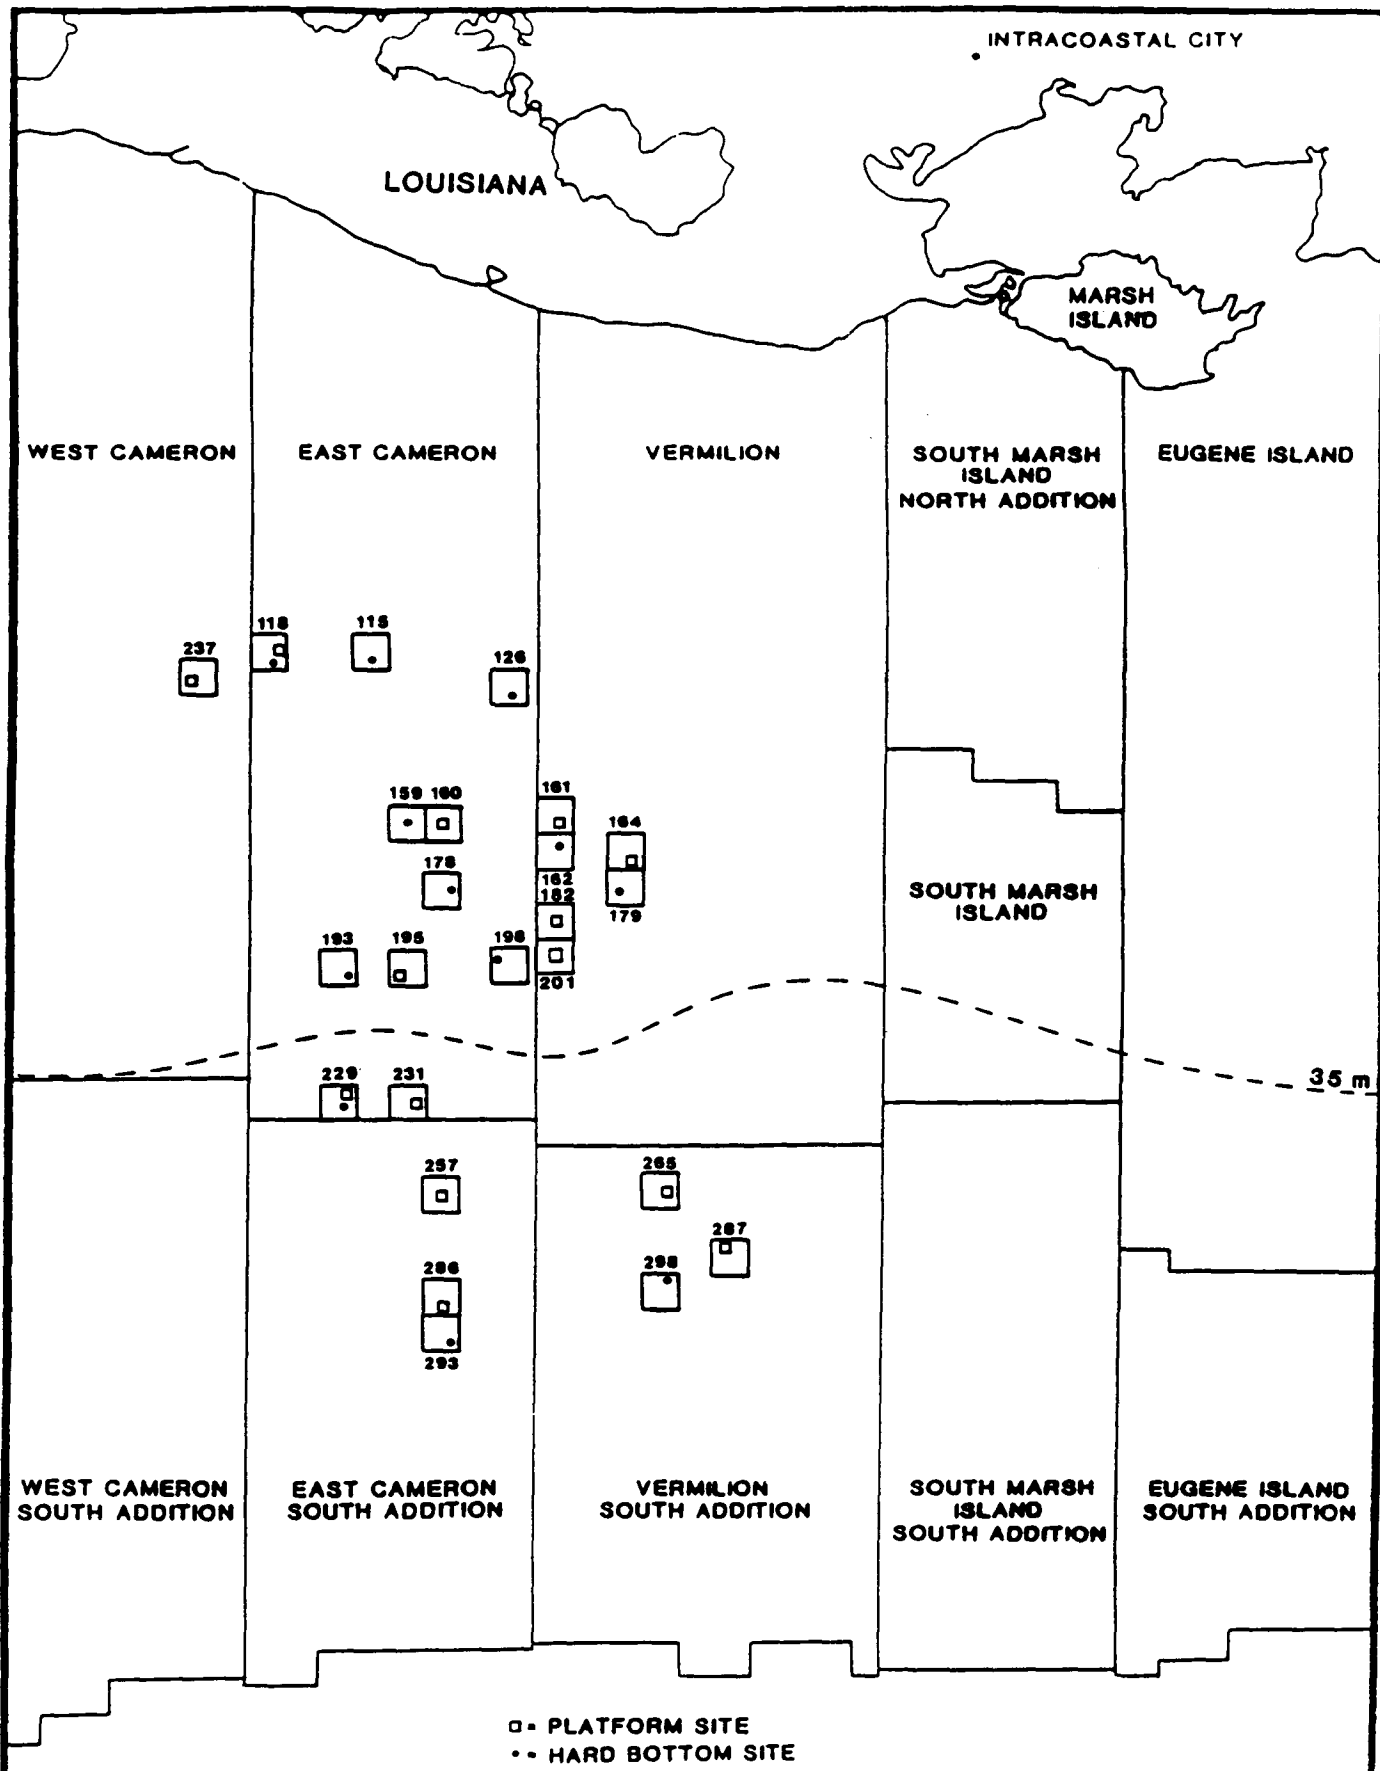 INTRACOASTAL CITY
LOUISIANA
MARSH
ISLAND
WEST CAMERON
EAST CAMERON
VERMILION
SOUTH MARSH
ISLAND
NORTH ADDITION
EUGENE ISLAND
118
115
237
126
161
159 160
164
178
162
182
179
193
195
198
201
SOUTH MARSH
ISLAND
35 m
229
231
257
265
287
286
298
293
WEST CAMERON
SOUTH ADDITION
EAST CAMERON
SOUTH ADDITION
VERMILION
SOUTH ADDITION
SOUTH MARSH
ISLAND
SOUTH ADDITION
EUGENE ISLAND
SOUTH ADDITION
□ - PLATFORM SITE
• - HARD BOTTOM SITE